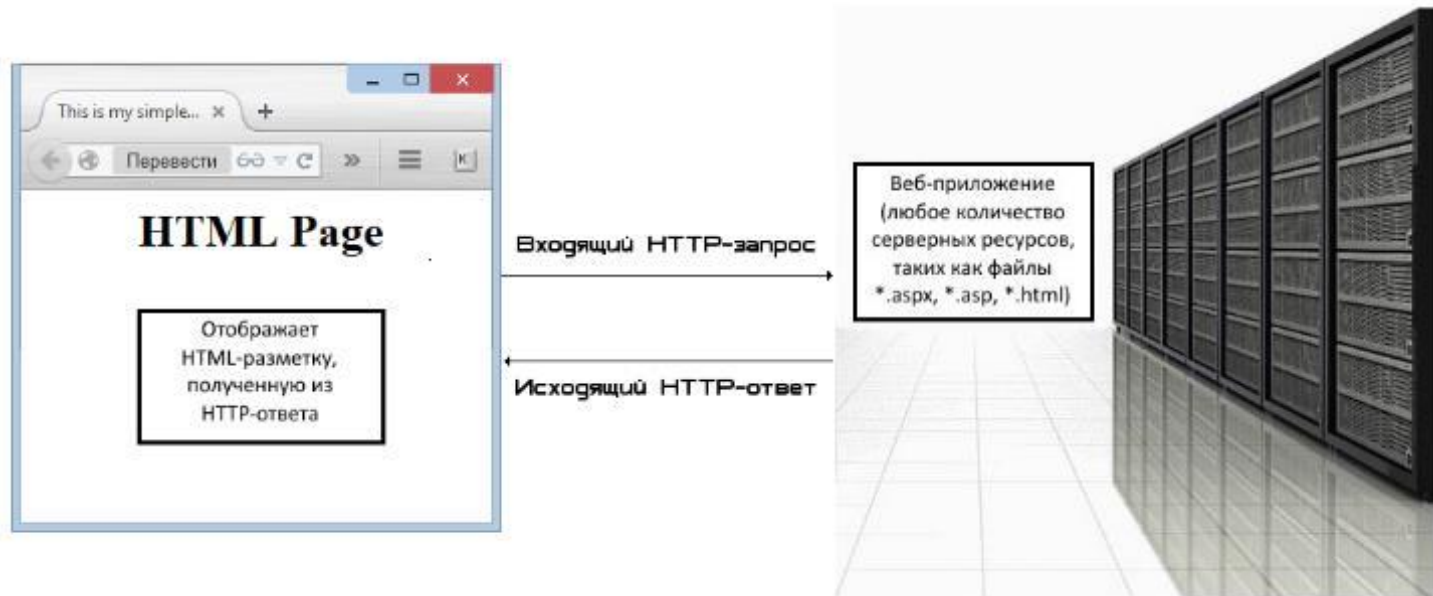 This is my simple...
Перевести
HTML Page
Отображает
HTML-разметку,
полученную из
HTTP-ответа
Входящий HTTP-запрос
Исходящий HTTP-ответ
Веб-приложение
(любое количество
серверных ресурсов,
таких как файлы
*.aspx, *.asp, *.html)